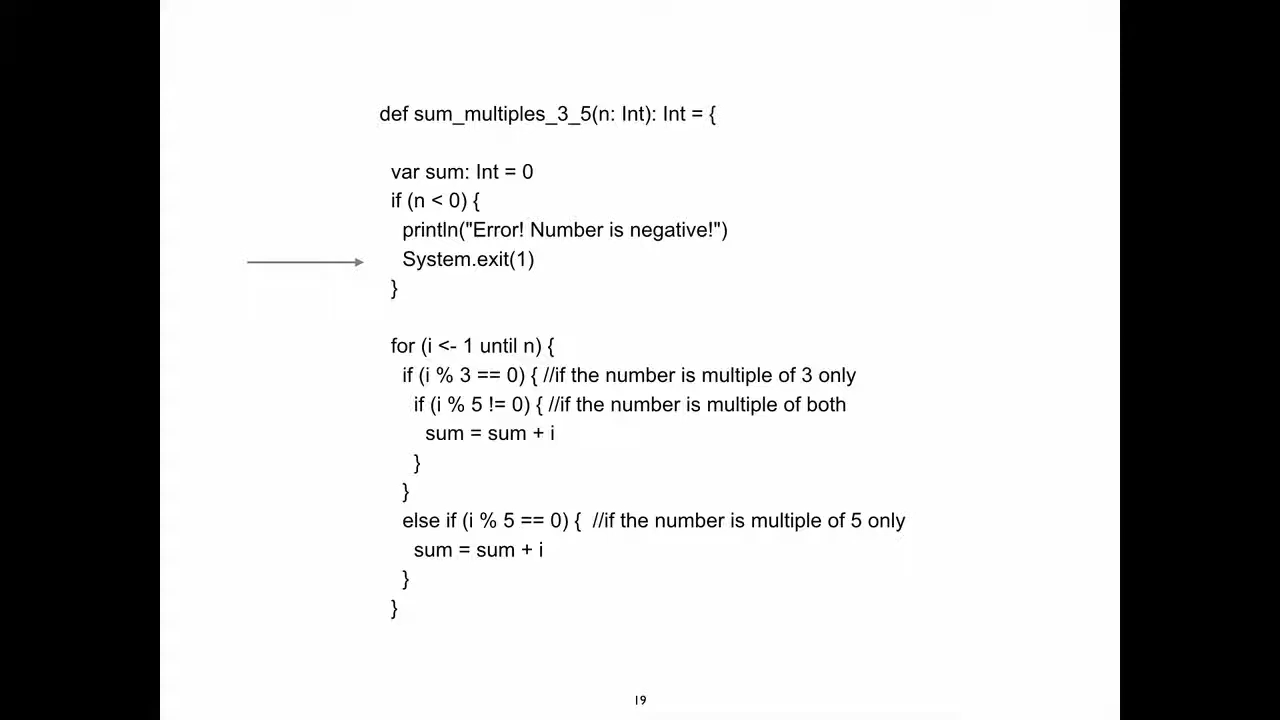 def sum_multiples_3_5(n: Int): Int = {
var sum: Int = 0
if (n < 0) {
println("Error! Number is negative!")
System.exit(1)
}
for (i <- 1 until n) {
if (i % 3 == 0) { //if the number is multiple of 3 only
if (i % 5 != 0) { //if the number is multiple of both
sum = sum + i
}
}
else if (i % 5 == 0) {  //if the number is multiple of 5 only
sum = sum + i
}
}
19